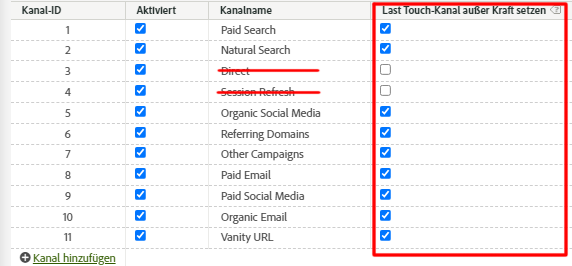 Kanal-ID Aktiviert Kanalname Last Touch-Kanal außer Kraft setzen ?
1 Paid Search
2 Natural Search
3 Direct
4 Session Refresh
5 Organic Social Media
6 Referring Domains
7 Other Campaigns
8 Paid Email
9 Paid Social Media
10 Organic Email
11 Vanity URL
Kanal hinzufügen